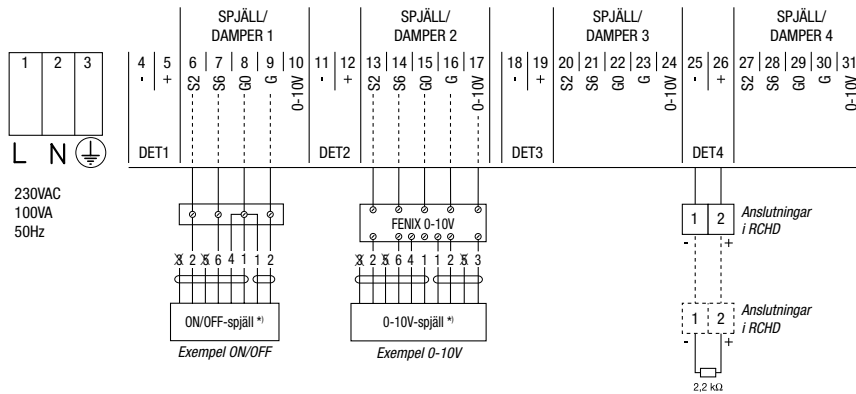 SPJÄLL/ SPJÄLL/ SPJÄLL/ SPJÄLL/
DAMPER 1 DAMPER 2 DAMPER 3 DAMPER 4
1 2 3 4 5 6 7 8 9 10 11 12 13 14 15 16 17 18 19 20 21 22 23 24 25 26 27 28 29 30 31
- + S2 S6 G0 G 0-10V - + S2 S6 G0 G 0-10V - + S2 S6 G0 G 0-10V - + S2 S6 G0 G 0-10V
L N
DET1 DET2 DET3 DET4
230VAC
100VA
50Hz
FENIX 0-10V
1 2
- +
Anslutningar
i RCHD
3 2 5 6 4 1 1 2
3 2 5 6 4 1 1 2 5 3
ON/OFF-spjäll *)
0-10V-spjäll *)
1 2
- +
Anslutningar
i RCHD
Exempel ON/OFF
Exempel 0-10V
2,2 kΩ